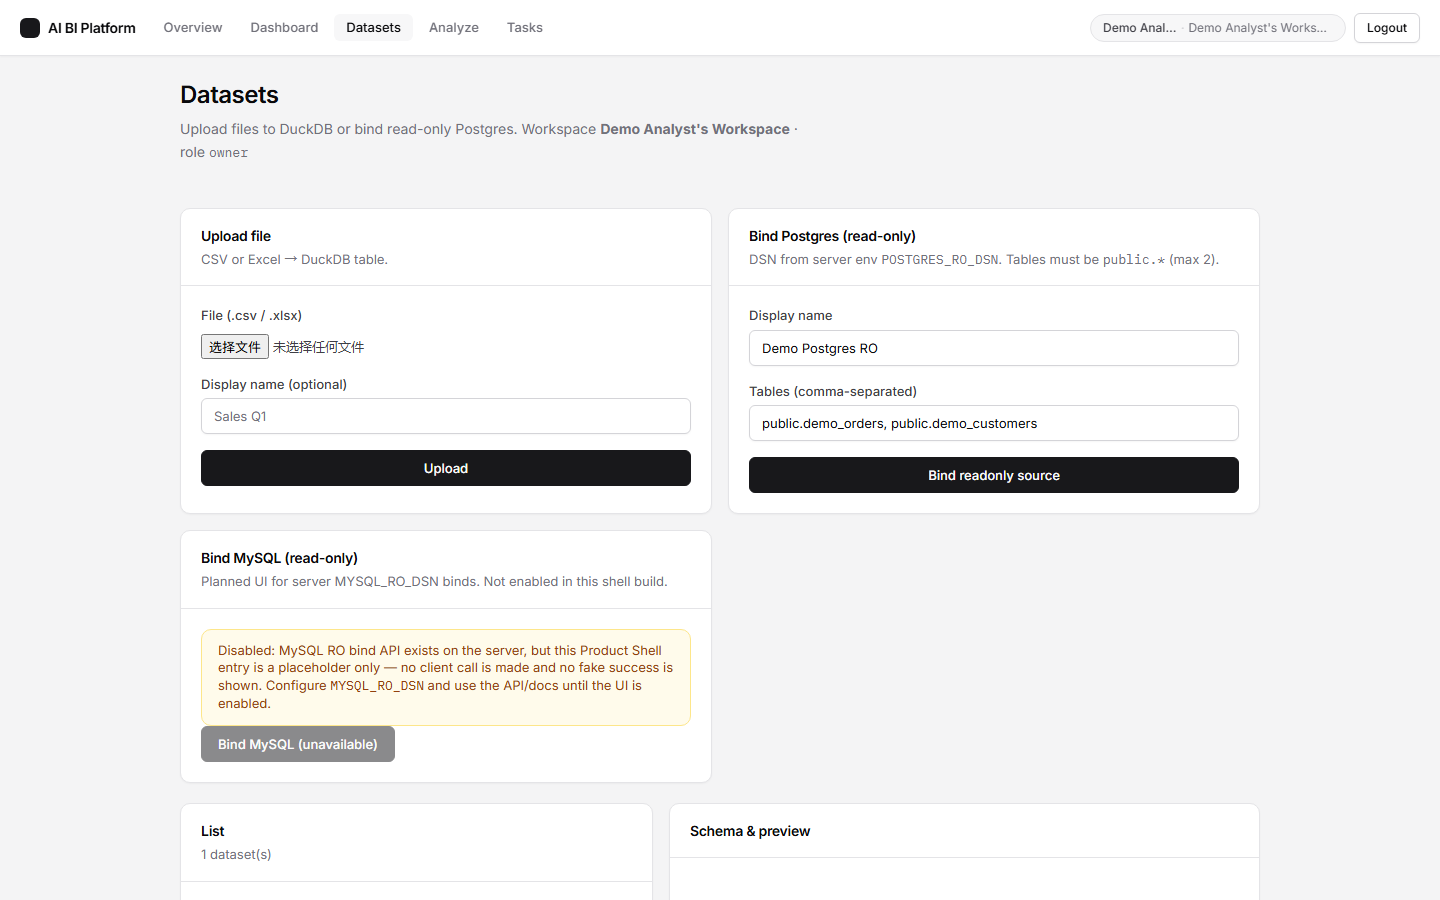 AI BI Platform
Overview
Dashboard
Datasets
Analyze
Tasks
Demo Anal... · Demo Analyst's Works...
Logout
Datasets
Upload files to DuckDB or bind read-only Postgres. Workspace Demo Analyst's Workspace ·
role owner
Upload file
CSV or Excel → DuckDB table.
File (.csv / .xlsx)
选择文件 未选择任何文件
Display name (optional)
Sales Q1
Upload
Bind Postgres (read-only)
DSN from server env POSTGRES_RO_DSN. Tables must be public.* (max 2).
Display name
Demo Postgres RO
Tables (comma-separated)
public.demo_orders, public.demo_customers
Bind readonly source
Bind MySQL (read-only)
Planned UI for server MYSQL_RO_DSN binds. Not enabled in this shell build.
Disabled: MySQL RO bind API exists on the server, but this Product Shell
entry is a placeholder only — no client call is made and no fake success is
shown. Configure MYSQL_RO_DSN and use the API/docs until the UI is
enabled.
Bind MySQL (unavailable)
List
1 dataset(s)
Schema & preview